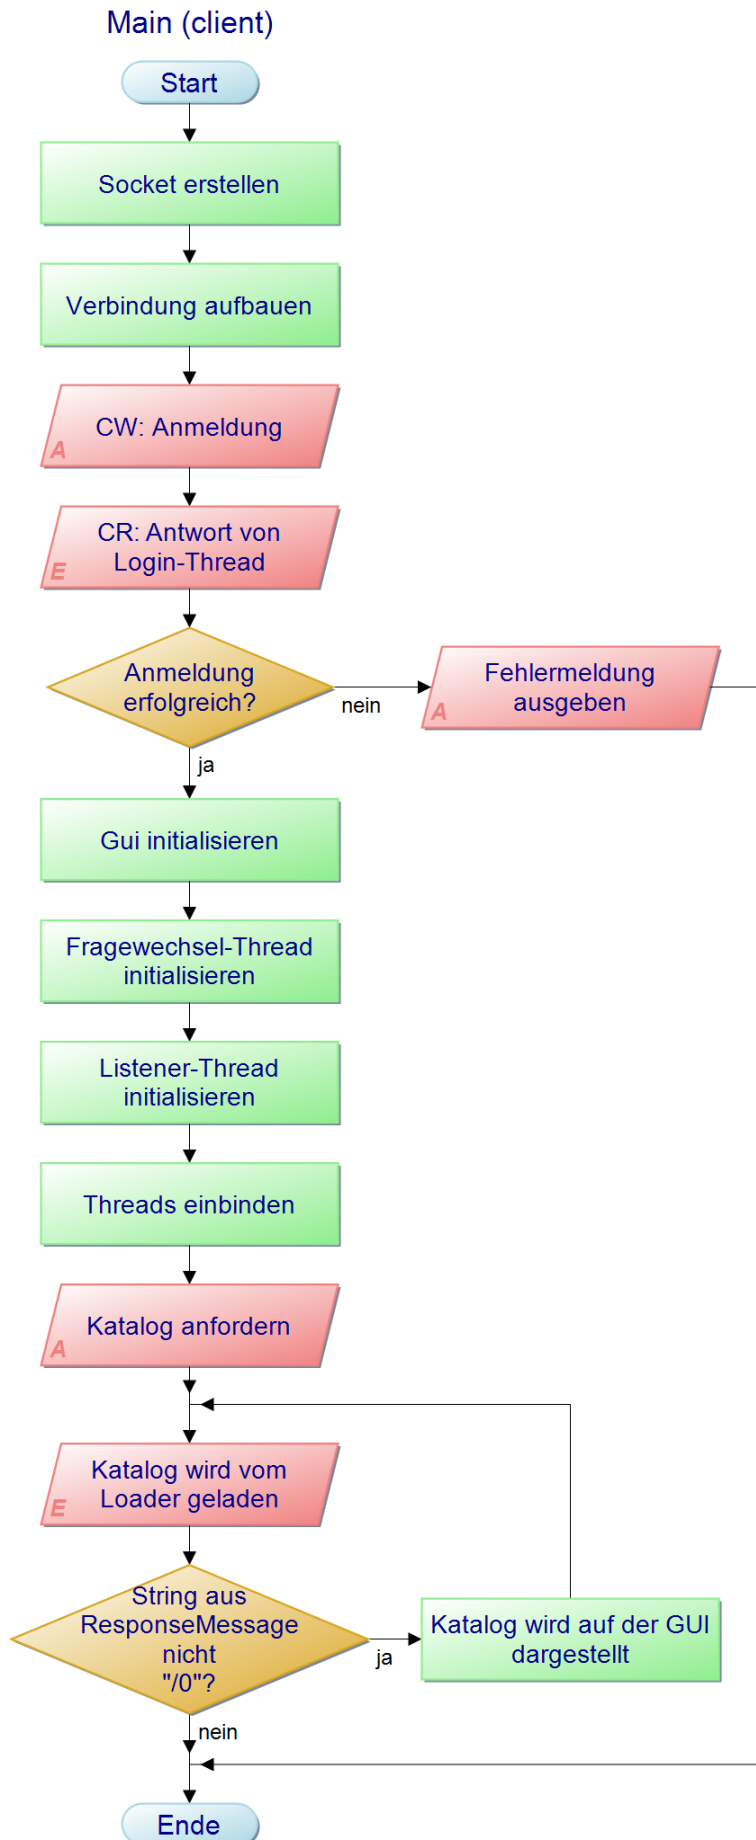 Main (client)
Start
Socket erstellen
Verbindung aufbauen
CW: Anmeldung
A
CR: Antwort von
Login-Thread
E
Anmeldung
erfolgreich?
nein
Fehlermeldung
ausgeben
A
ja
Gui initialisieren
Fragewechsel-Thread
initialisieren
Listener-Thread
initialisieren
Threads einbinden
Katalog anfordern
A
Katalog wird vom
Loader geladen
E
String aus
ResponseMessage
nicht
"/0"?
ja
Katalog wird auf der GUI
dargestellt
nein
Ende